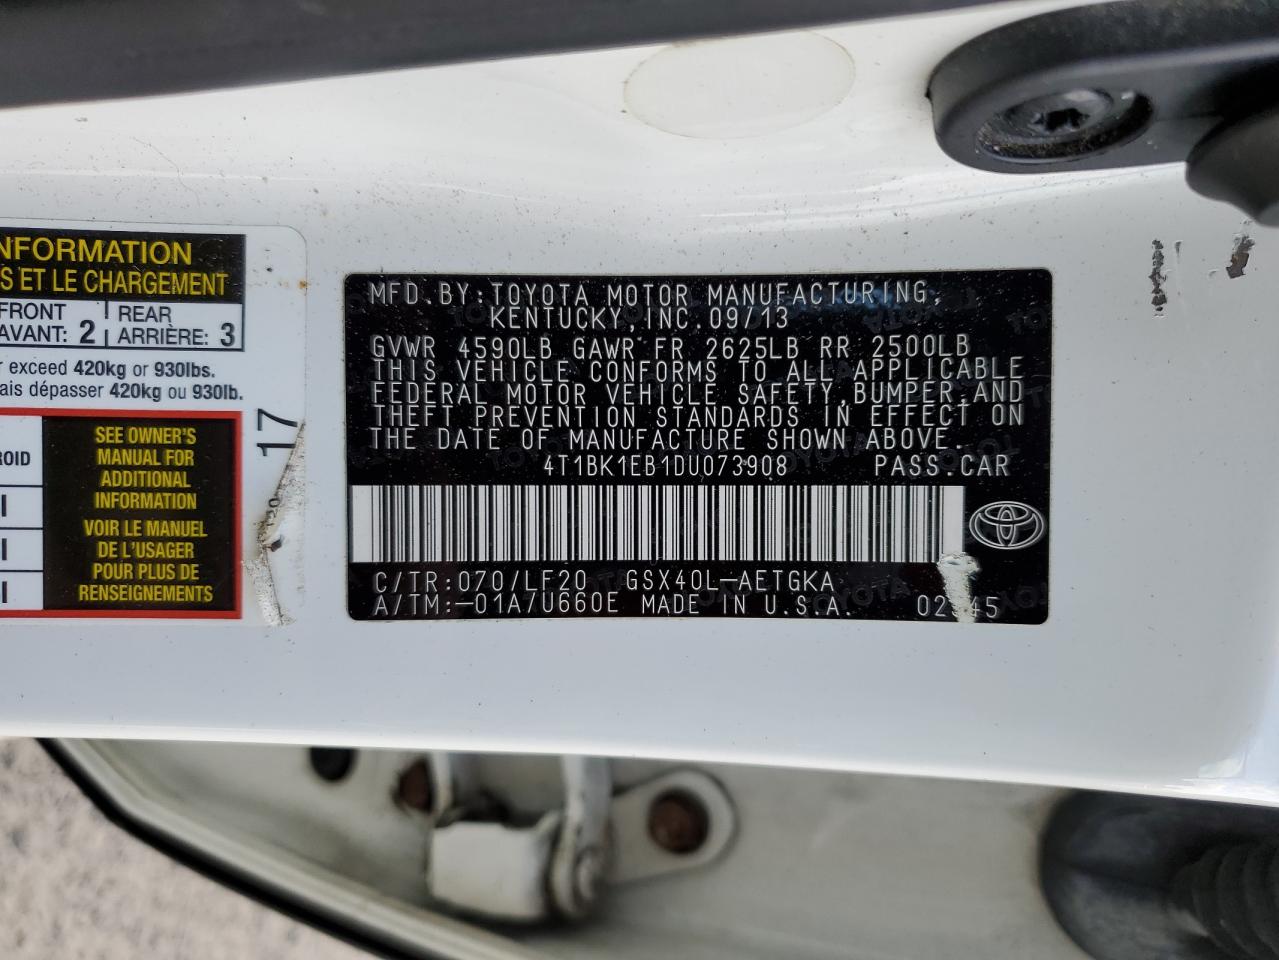 NFORMATION
S ET LE CHARGEMENT
FRONT
AVANT: 2
REAR
ARRIÈRE: 3
exceed 420kg or 930lbs.
ais dépasser 420kg ou 930lb.
ROID
SEE OWNER'S
MANUAL FOR
ADDITIONAL
INFORMATION
VOIR LE MANUEL
DE L'USAGER
POUR PLUS DE
RENSEIGNEMENTS
17
MFD.BY:TOYOTA MOTOR MANUFACTURING,
KENTUCKY,INC.09/13
GVWR 4590LB GAWR FR 2625LB RR 2500LB
THIS VEHICLE CONFORMS TO ALL APPLICABLE
FEDERAL MOTOR VEHICLE SAFETY,BUMPER,AND
THEFT PREVENTION STANDARDS IN EFFECT ON
THE DATE OF MANUFACTURE SHOWN ABOVE.
4T1BK1EB1DU073908 PASS.CAR
C/TR:070/LF20 GSX40L-AETGKA
A/TM:-01A/U660E MADE IN U.S.A.